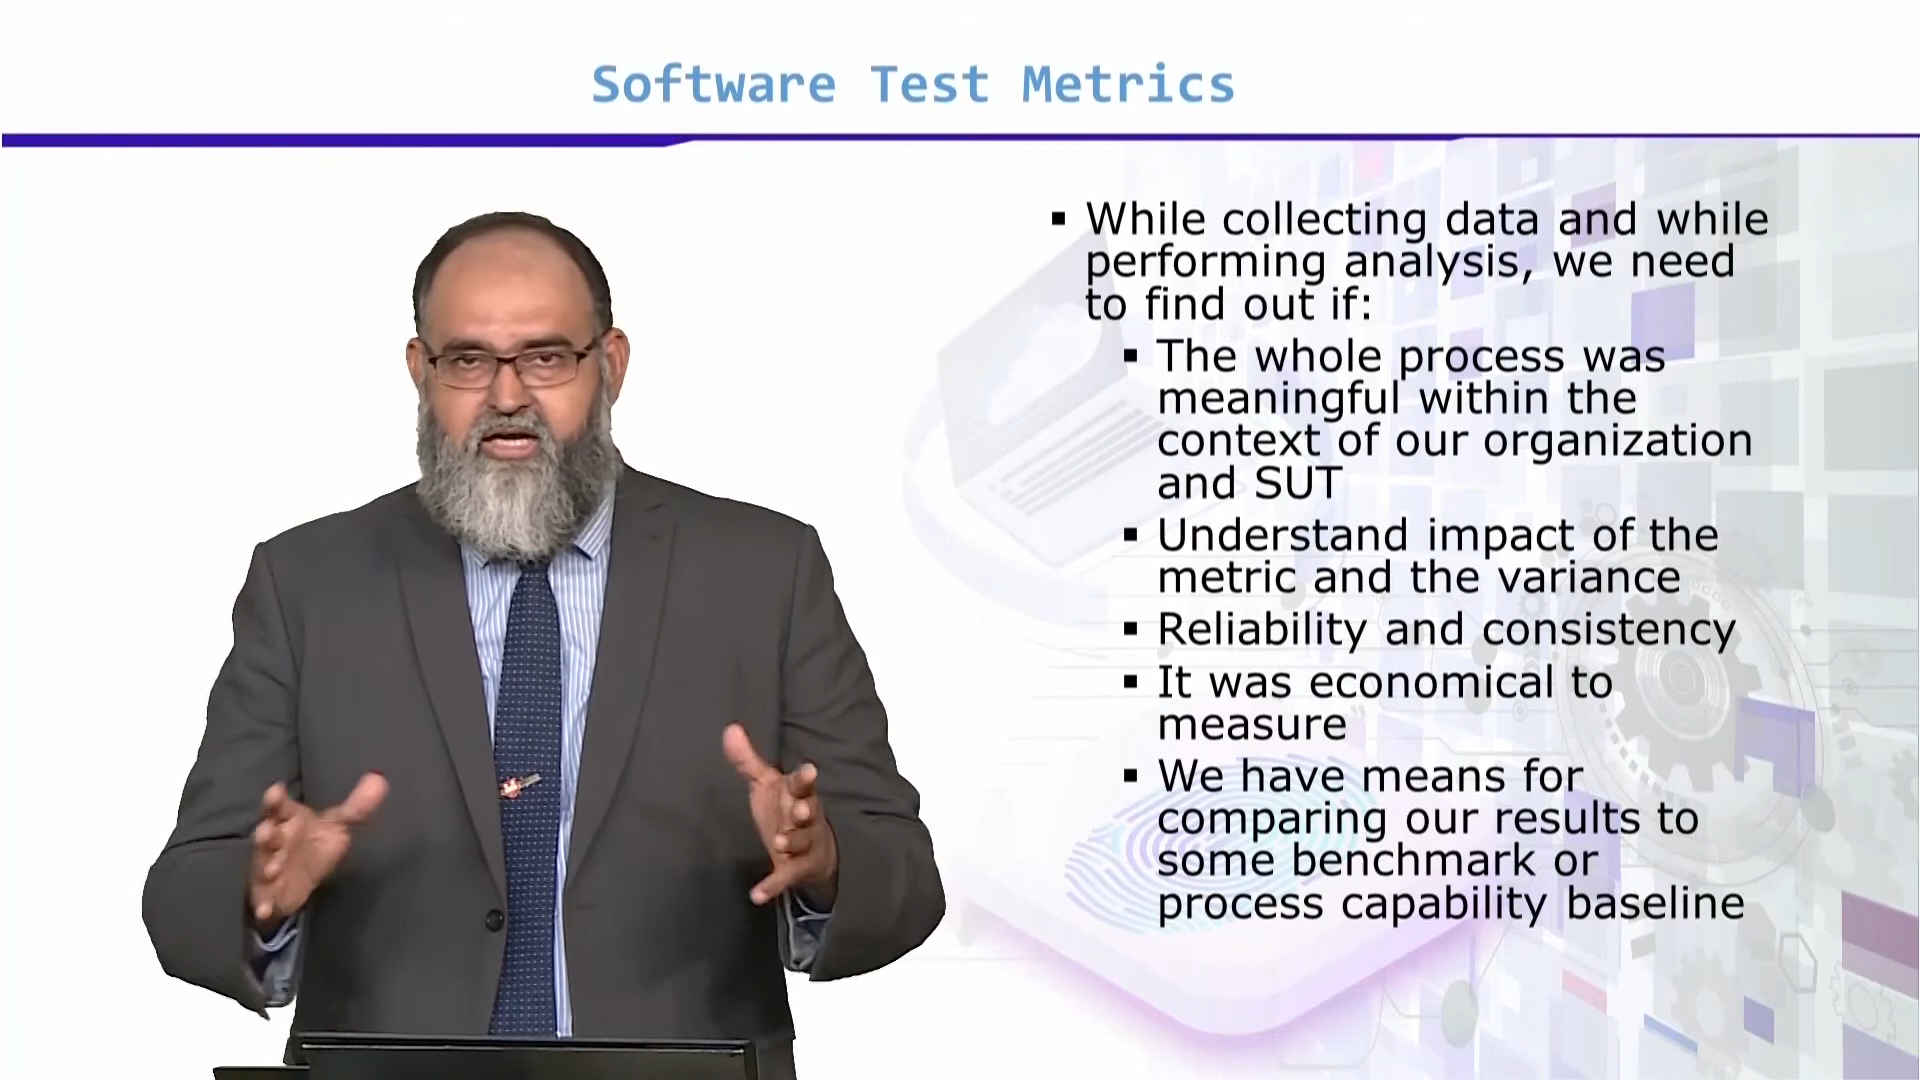 Software Test Metrics
▪ While collecting data and while
performing analysis, we need
to find out if:
▪ The whole process was
meaningful within the
context of our organization
and SUT
▪ Understand impact of the
metric and the variance
▪ Reliability and consistency
▪ It was economical to
measure
▪ We have means for
comparing our results to
some benchmark or
process capability baseline